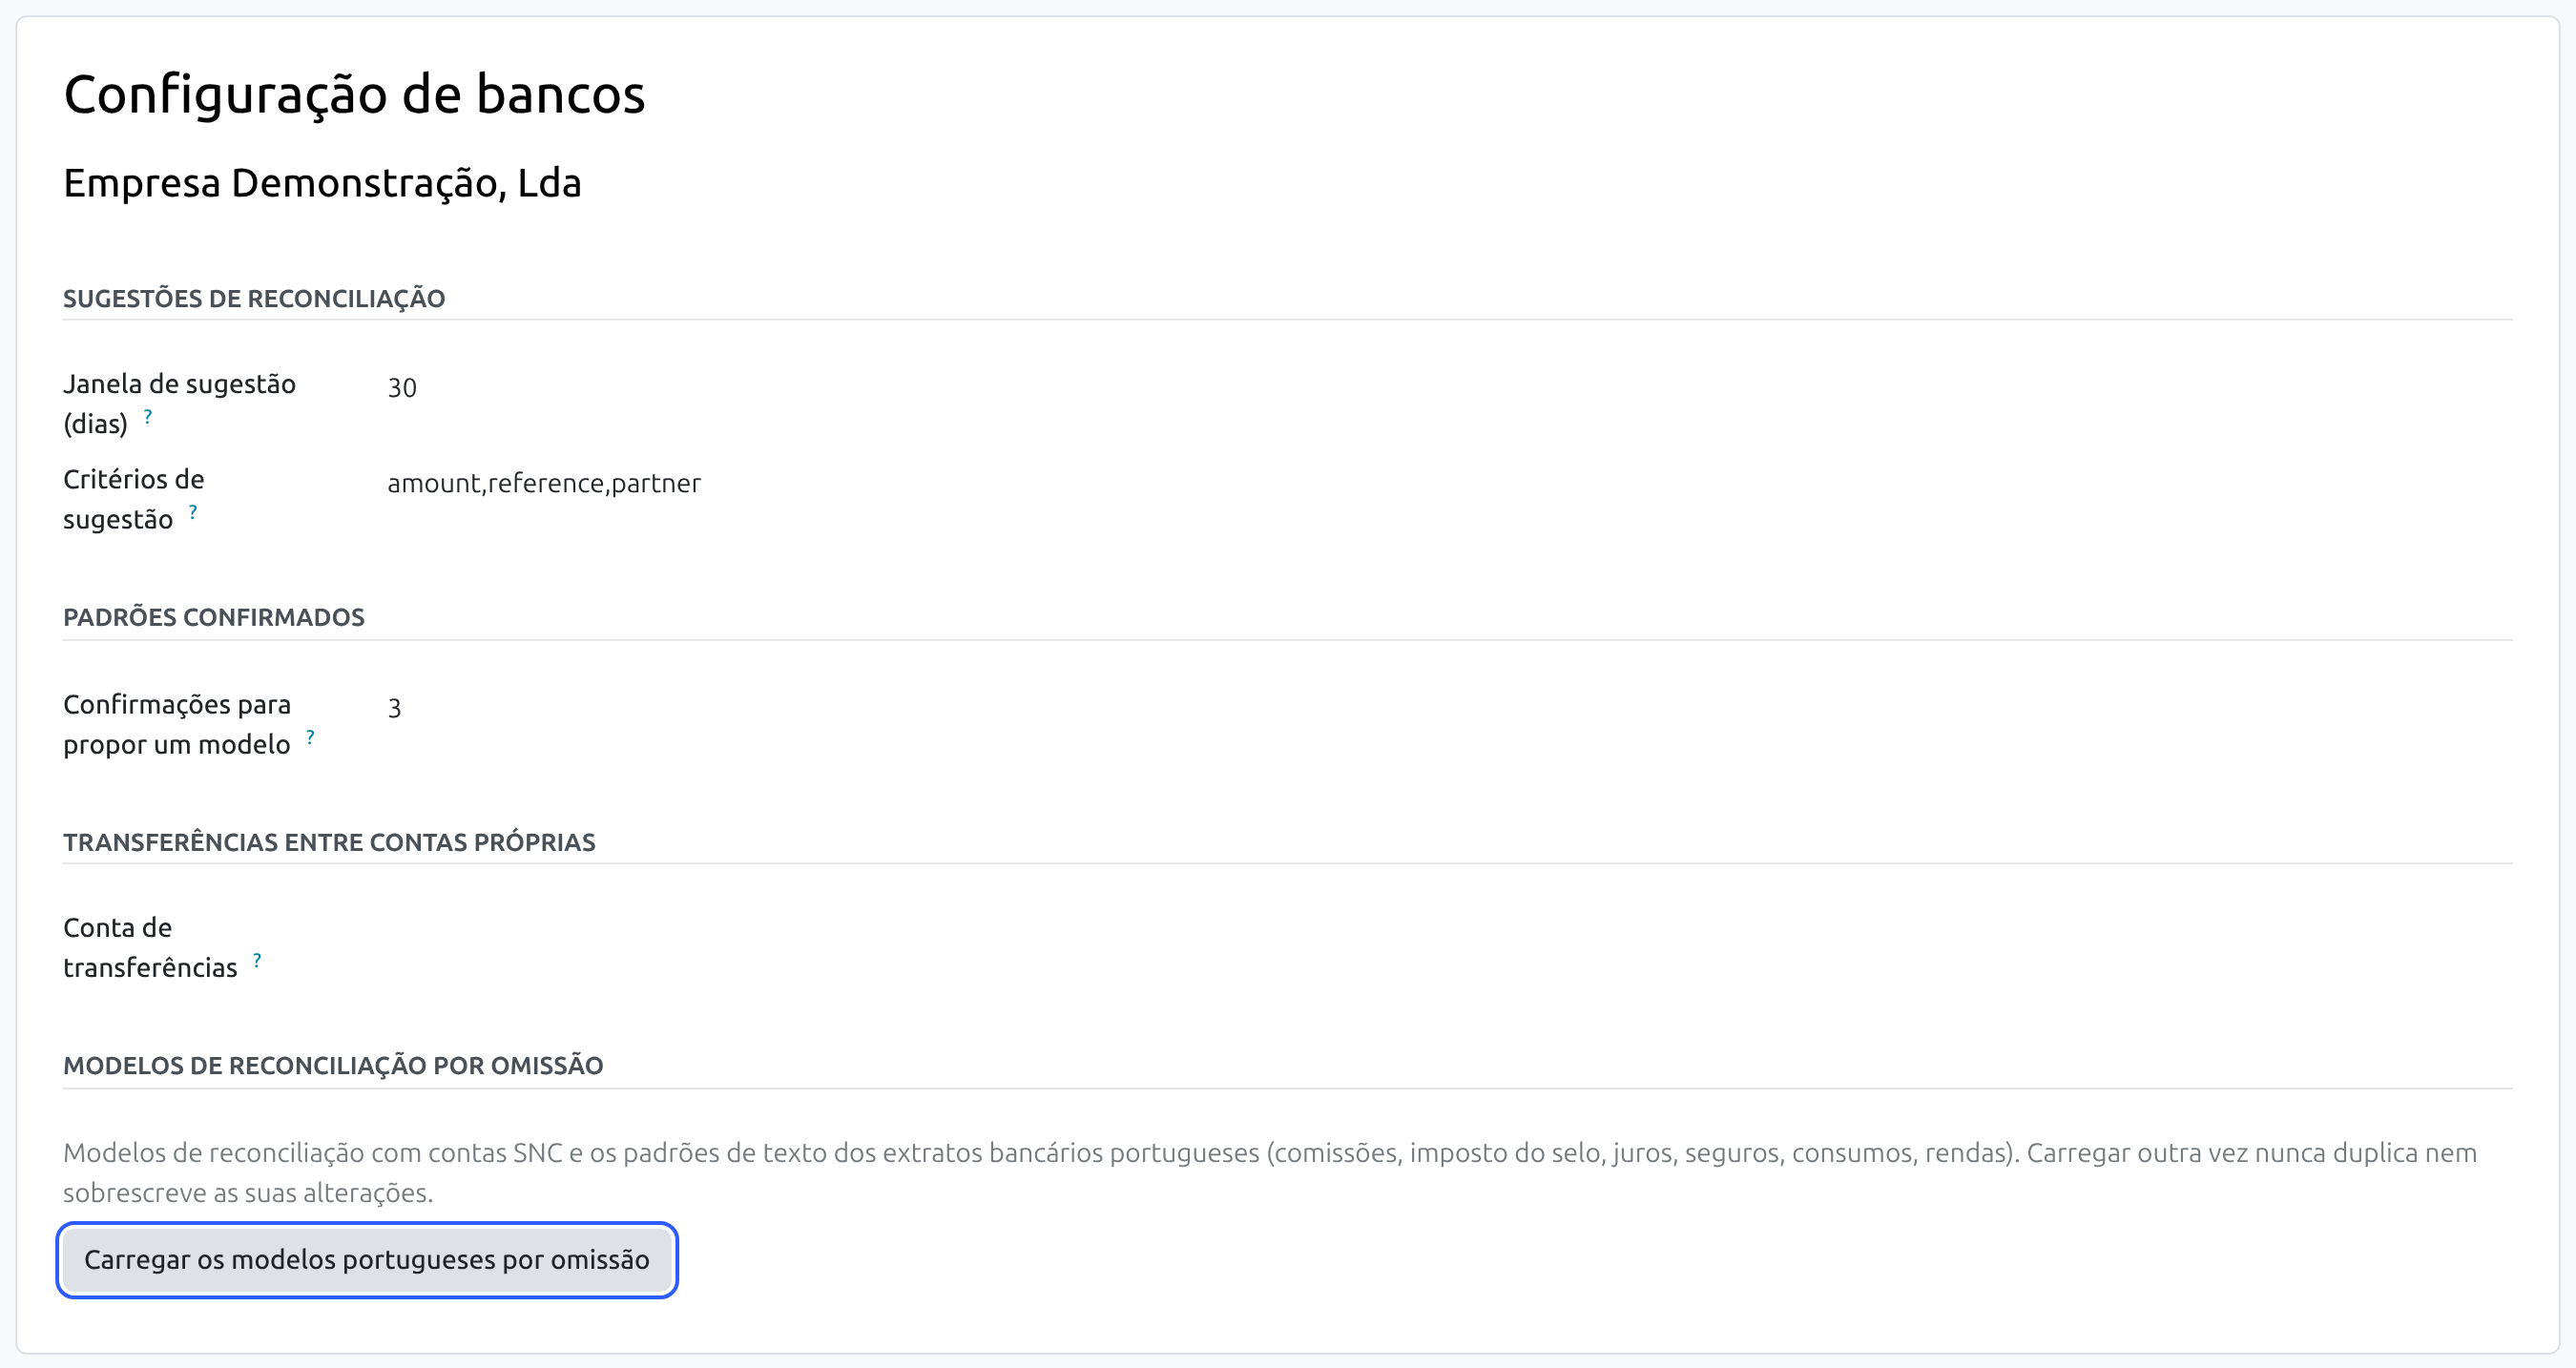 Configuração de bancos
Empresa Demonstração, Lda
SUGESTÕES DE RECONCILIAÇÃO
Janela de sugestão (dias) ? 30
Critérios de sugestão ? amount,reference,partner
PADRÕES CONFIRMADOS
Confirmações para propor um modelo ? 3
TRANSFERÊNCIAS ENTRE CONTAS PRÓPRIAS
Conta de transferências ?
MODELOS DE RECONCILIAÇÃO POR OMISSÃO
Modelos de reconciliação com contas SNC e os padrões de texto dos extratos bancários portugueses (comissões, imposto do selo, juros, seguros, consumos, rendas). Carregar outra vez nunca duplica nem
sobrescreve as suas alterações.
Carregar os modelos portugueses por omissão